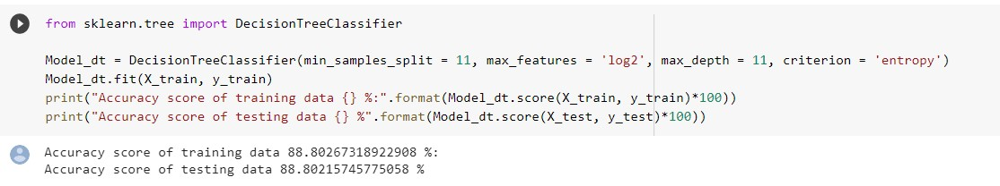 from sklearn.tree import DecisionTreeClassifier
Model_dt = DecisionTreeClassifier(min_samples_split = 11, max_features = 'log2', max_depth = 11, criterion = 'entropy')
Model_dt.fit(X_train, y_train)
print("Accuracy score of training data {} %:".format(Model_dt.score(X_train, y_train)*100))
print("Accuracy score of testing data {} %".format(Model_dt.score(X_test, y_test)*100))
Accuracy score of training data 88.80267318922908 %:
Accuracy score of testing data 88.80215745775058 %